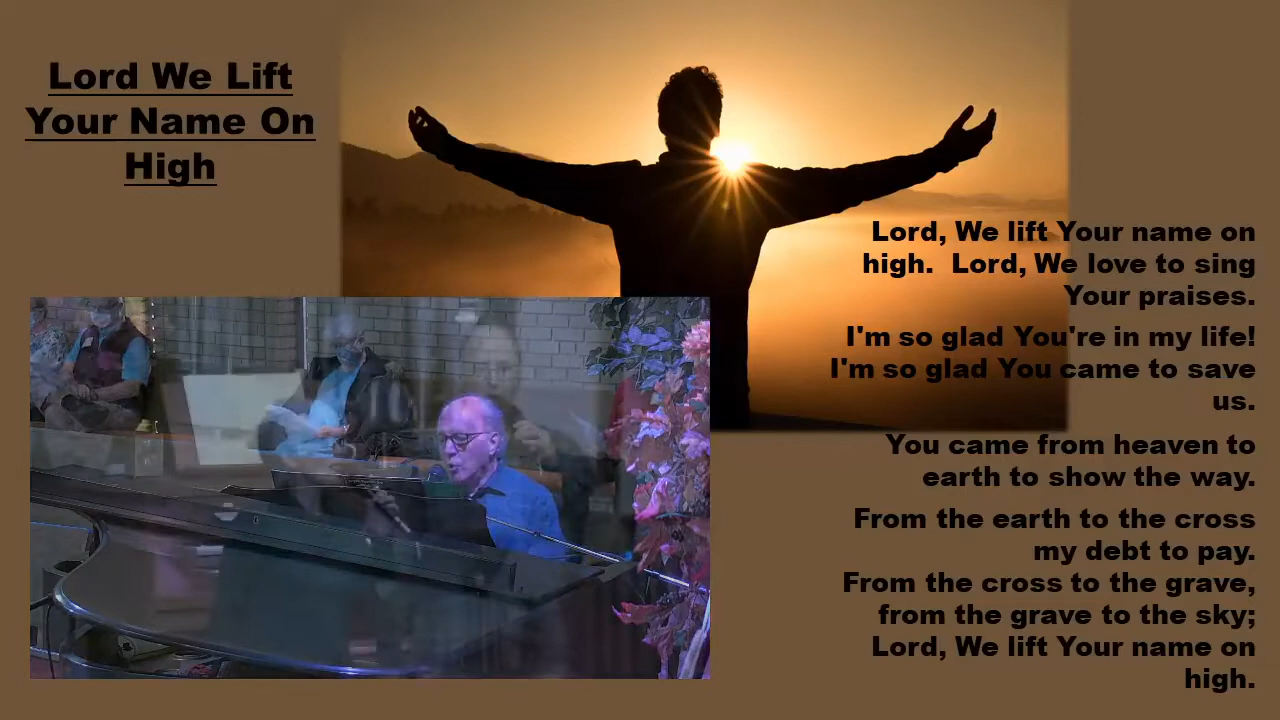 Lord We Lift
Your Name On
High
Lord, We lift Your name on
high.  Lord, We love to sing
Your praises.
I'm so glad You're in my life!
I'm so glad You came to save
us.
You came from heaven to
earth to show the way.
From the earth to the cross
my debt to pay.
From the cross to the grave,
from the grave to the sky;
Lord, We lift Your name on
high.